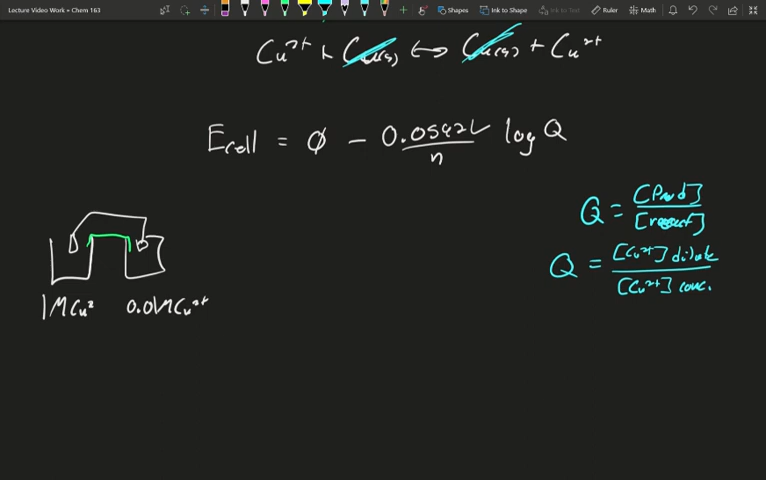 Lecture Video Work » Chem 163
Shapes Ink to Shape Ink to Text Ruler Math
Cu²⁺ + Cu(s) ↔ Cu(s) + Cu²⁺
Ecell = ∅ - 0.0592V/n log Q
Q = [Prod]/[react]
Q = [Cu²⁺] dilute/[Cu²⁺] conc.
1M Cu² 0.01M Cu²⁺